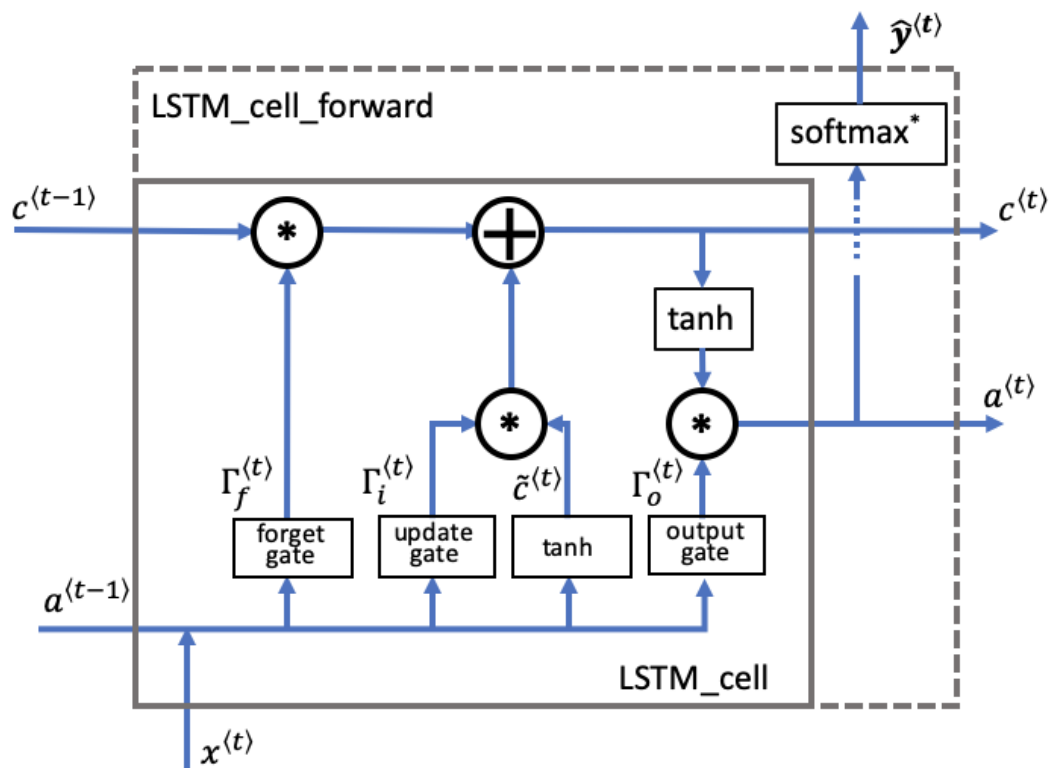 ŷ⟨t⟩
LSTM_cell_forward
softmax*
c⟨t−1⟩
*
+
c⟨t⟩
tanh
*
*
a⟨t⟩
Γf⟨t⟩
Γi⟨t⟩
c̃⟨t⟩
Γo⟨t⟩
forget
gate
update
gate
tanh
output
gate
a⟨t−1⟩
LSTM_cell
x⟨t⟩